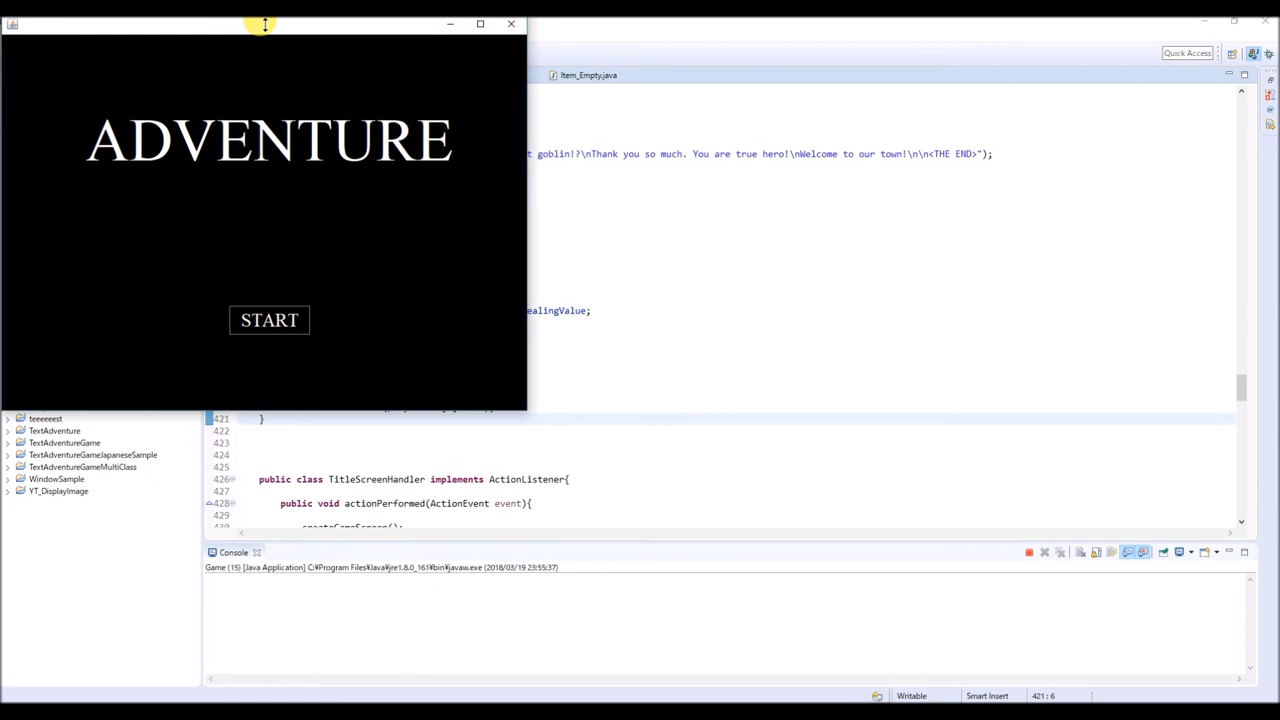 Quick Access
Item_Empty.java
ADVENTURE
t goblin!?\nThank you so much. You are true hero!\nWelcome to our town!\n\n<THE END>");
ealingValue;
START
421 }
teeeeeest
422
TextAdventure
423
TextAdventureGame
424
TextAdventureGameJapaneseSample
425
TextAdventureGameMultiClass
426 public class TitleScreenHandler implements ActionListener{
WindowSample
427
YT_DisplayImage
428 public void actionPerformed(ActionEvent event){
429
createGameScreen();
Console
Game (15) [Java Application] C:¥Program Files¥Java¥jre1.8.0_161¥bin¥javaw.exe (2018/03/19 23:55:37)
Writable
Smart Insert
421 : 6